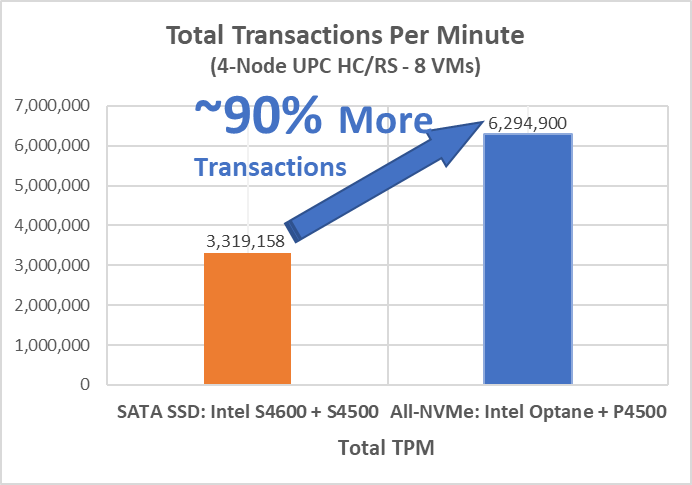 Total Transactions Per Minute
(4-Node UPC HC/RS - 8 VMs)
~90% More
Transactions
7,000,000
6,000,000
5,000,000
4,000,000
3,000,000
2,000,000
1,000,000
0
3,319,158
6,294,900
SATA SSD: Intel S4600 + S4500
All-NVMe: Intel Optane + P4500
Total TPM